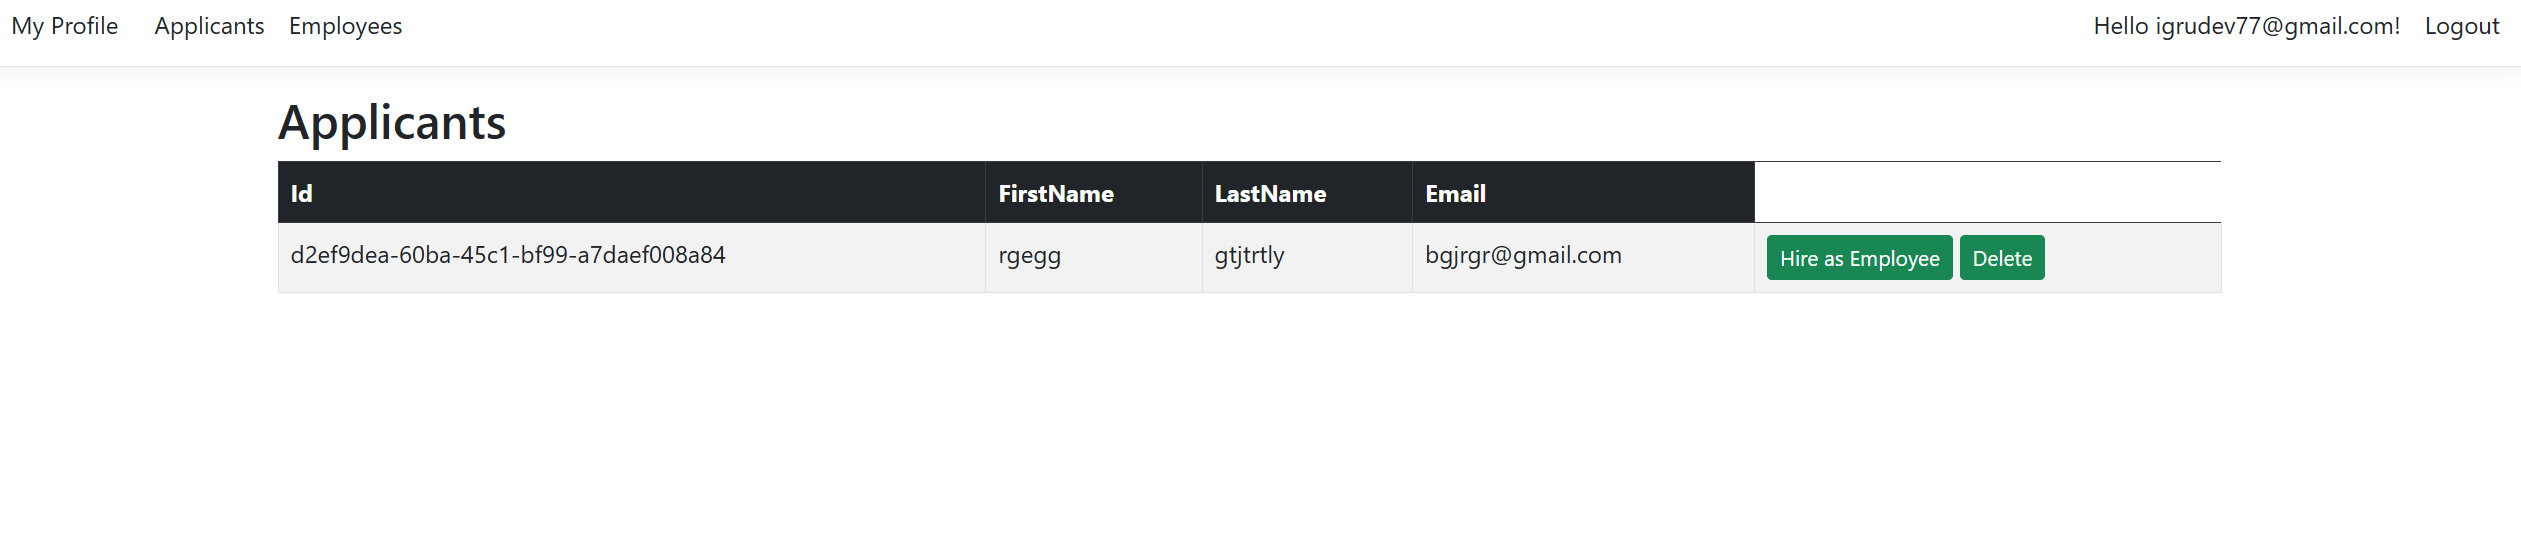 My Profile Applicants Employees Hello igrudev77@gmail.com! Logout
Applicants
Id FirstName LastName Email
d2ef9dea-60ba-45c1-bf99-a7daef008a84 rgegg gtjtrtly bgjrgr@gmail.com Hire as Employee Delete